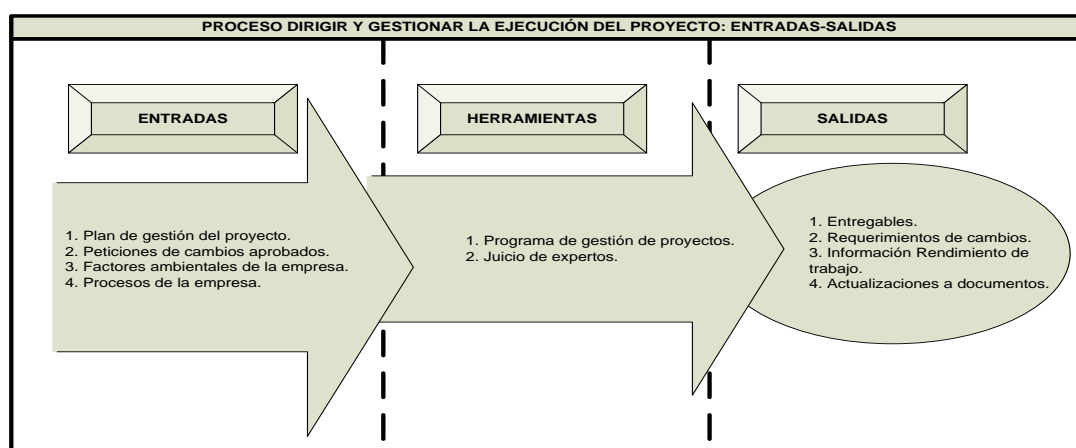 PROCESO DIRIGIR Y GESTIONAR LA EJECUCIÓN DEL PROYECTO: ENTRADAS-SALIDAS
ENTRADAS
1. Plan de gestión del proyecto.
2. Peticiones de cambios aprobados.
3. Factores ambientales de la empresa.
4. Procesos de la empresa.
HERRAMIENTAS
1. Programa de gestión de proyectos.
2. Juicio de expertos.
SALIDAS
1. Entregables.
2. Requerimientos de cambios.
3. Información Rendimiento de
trabajo.
4. Actualizaciones a documentos.